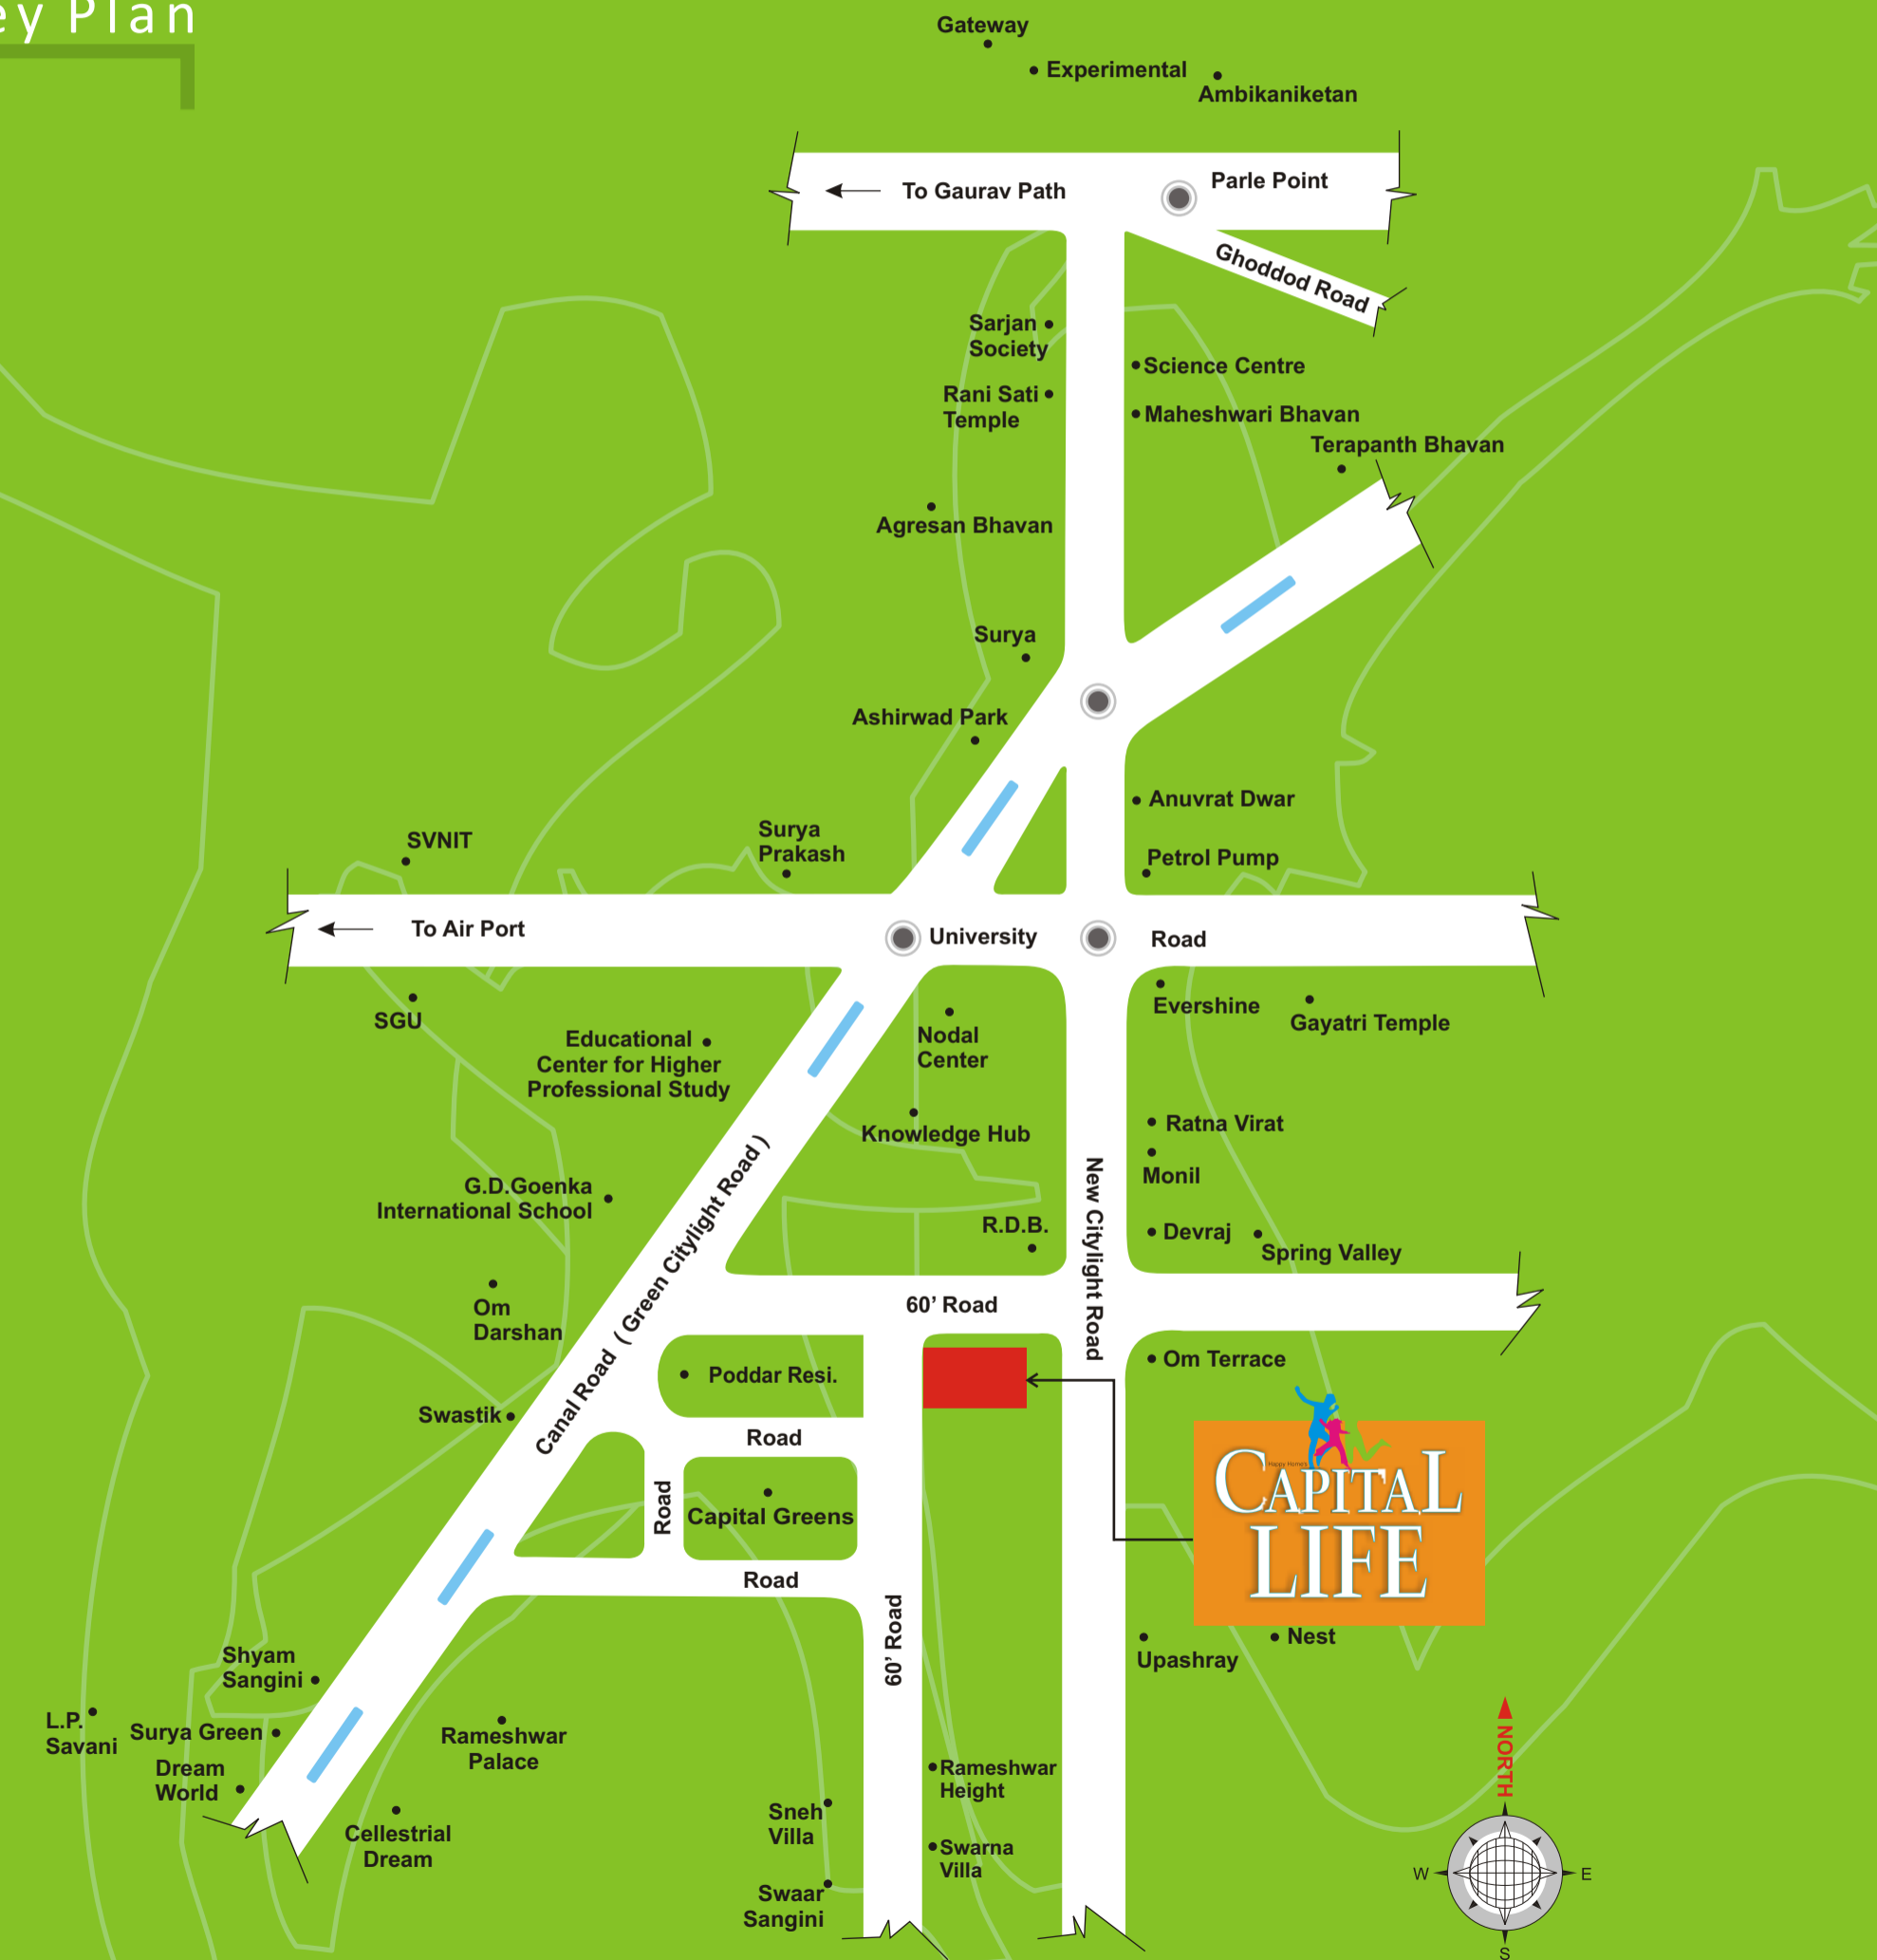 ey Plan
Gateway
Experimental
Ambikaniketan
To Gaurav Path
Parle Point
Ghoddod Road
Sarjan
Society
Science Centre
Rani Sati
Temple
Maheshwari Bhavan
Terapanth Bhavan
Agresan Bhavan
Surya
Ashirwad Park
Anuvrat Dwar
Surya
Prakash
SVNIT
Petrol Pump
To Air Port
University
Road
SGU
Evershine
Gayatri Temple
Educational
Center for Higher
Professional Study
Nodal
Center
Knowledge Hub
Ratna Virat
Monil
G.D.Goenka
International School
R.D.B.
Devraj
Spring Valley
New Citylight Road
Canal Road ( Green Citylight Road )
Om
Darshan
60’ Road
Poddar Resi.
Om Terrace
Swastik
Road
Road
Capital Greens
Road
Happy Homes
CAPITAL
LIFE
60’ Road
Upashray
Nest
Shyam
Sangini
L.P.
Savani
Surya Green
Dream
World
Rameshwar
Palace
Cellestrial
Dream
Rameshwar
Height
Sneh
Villa
Swarna
Villa
Swaar
Sangini
NORTH
W
E
S